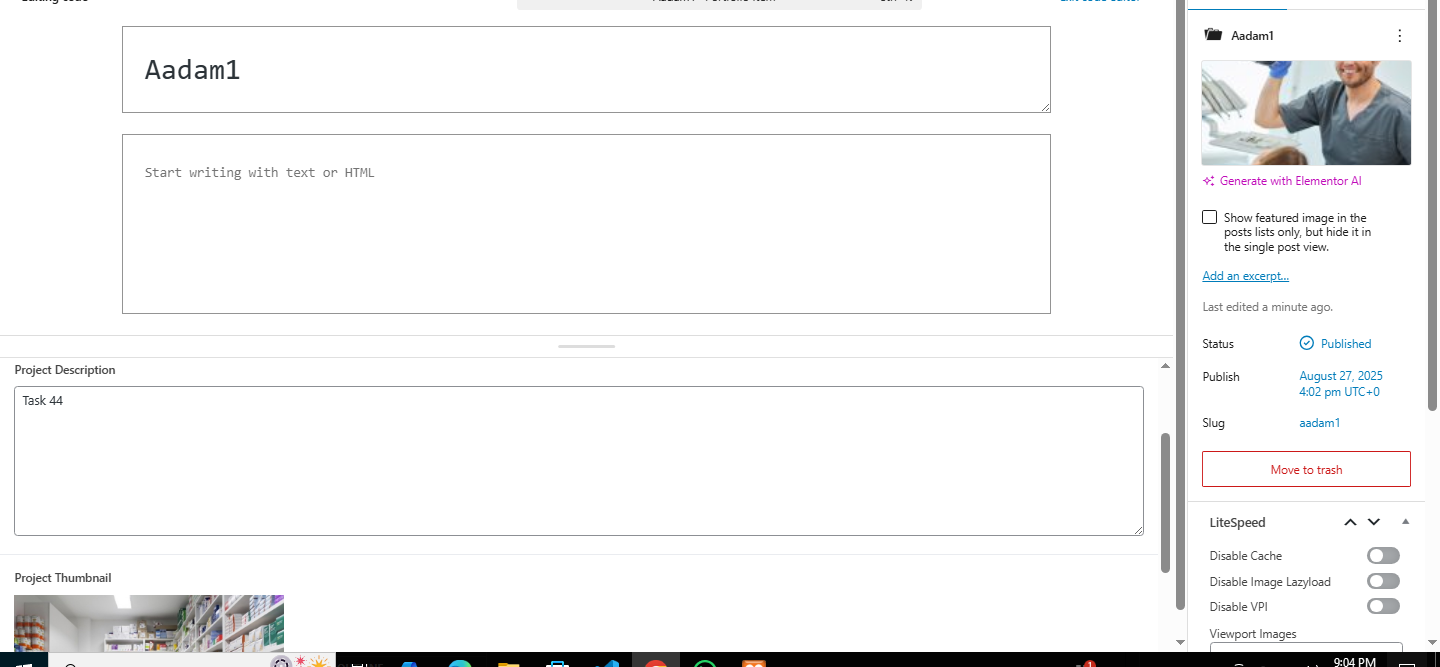 Aadam1
Start writing with text or HTML
Project Description
Task 44
Project Thumbnail
Aadam1
Generate with Elementor AI
Show featured image in the
posts lists only, but hide it in
the single post view.
Add an excerpt...
Last edited a minute ago.
Status
Published
Publish
August 27, 2025
4:02 pm UTC+0
Slug
aadam1
Move to trash
LiteSpeed
Disable Cache
Disable Image Lazyload
Disable VPI
Viewport Images
1
9:04 PM